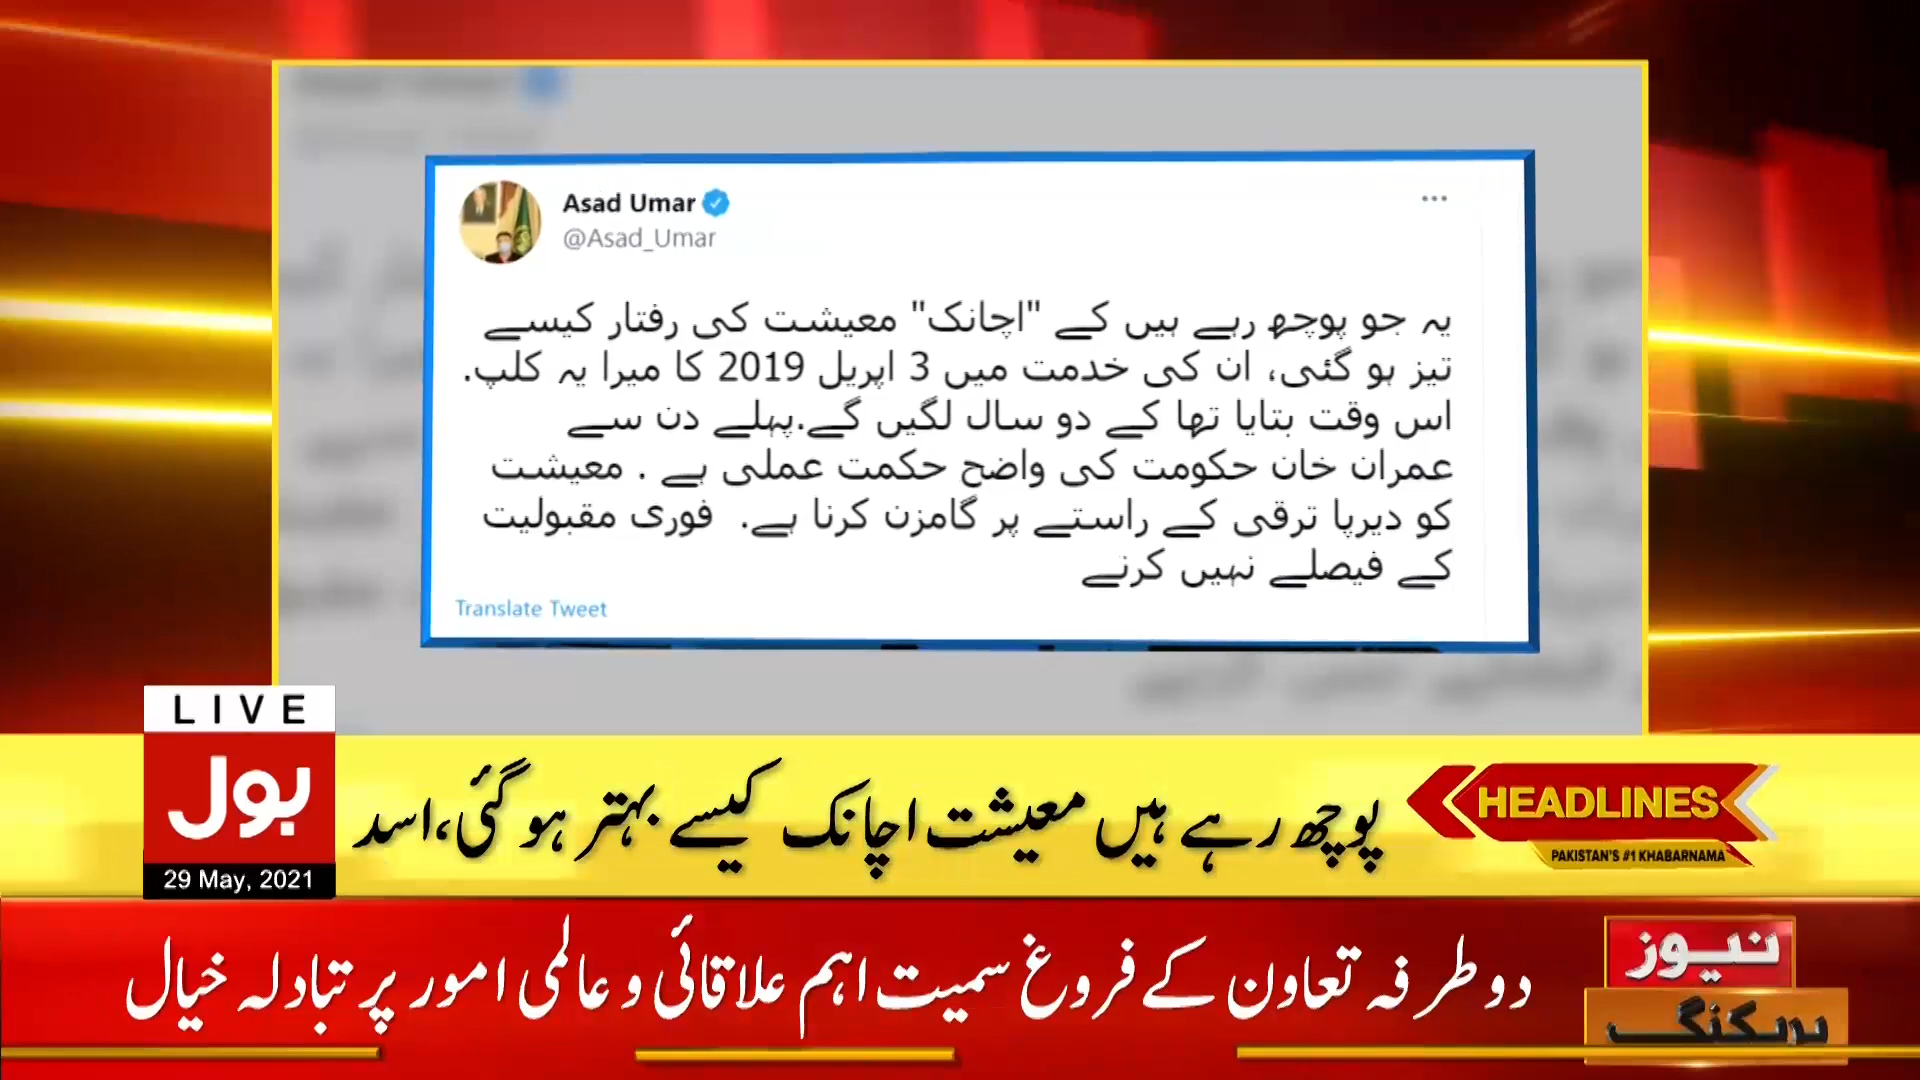 Asad Umar
@Asad_Umar
یہ جو پوچھ رہے ہیں کے "اچانک" معیشت کی رفتار کیسے
تیز ہو گئی، ان کی خدمت میں 3 اپریل 2019 کا میرا یہ کلپ.
اس وقت بتایا تھا کے دو سال لگیں گے.پہلے دن سے
عمران خان حکومت کی واضح حکمت عملی ہے . معیشت
کو دیرپا ترقی کے راستے پر گامزن کرنا ہے. فوری مقبولیت
کے فیصلے نہیں کرنے
Translate Tweet
LIVE
بول
29 May, 2021
پوچھ رہے ہیں معیشت اچانک کیسے بہتر ہوگئی،اسد
HEADLINES
PAKISTAN'S #1 KHABARNAMA
دو طرفہ تعاون کے فروغ سمیت اہم علاقائی و عالمی امور پر تبادلہ خیال
نیوز
بریکنگ